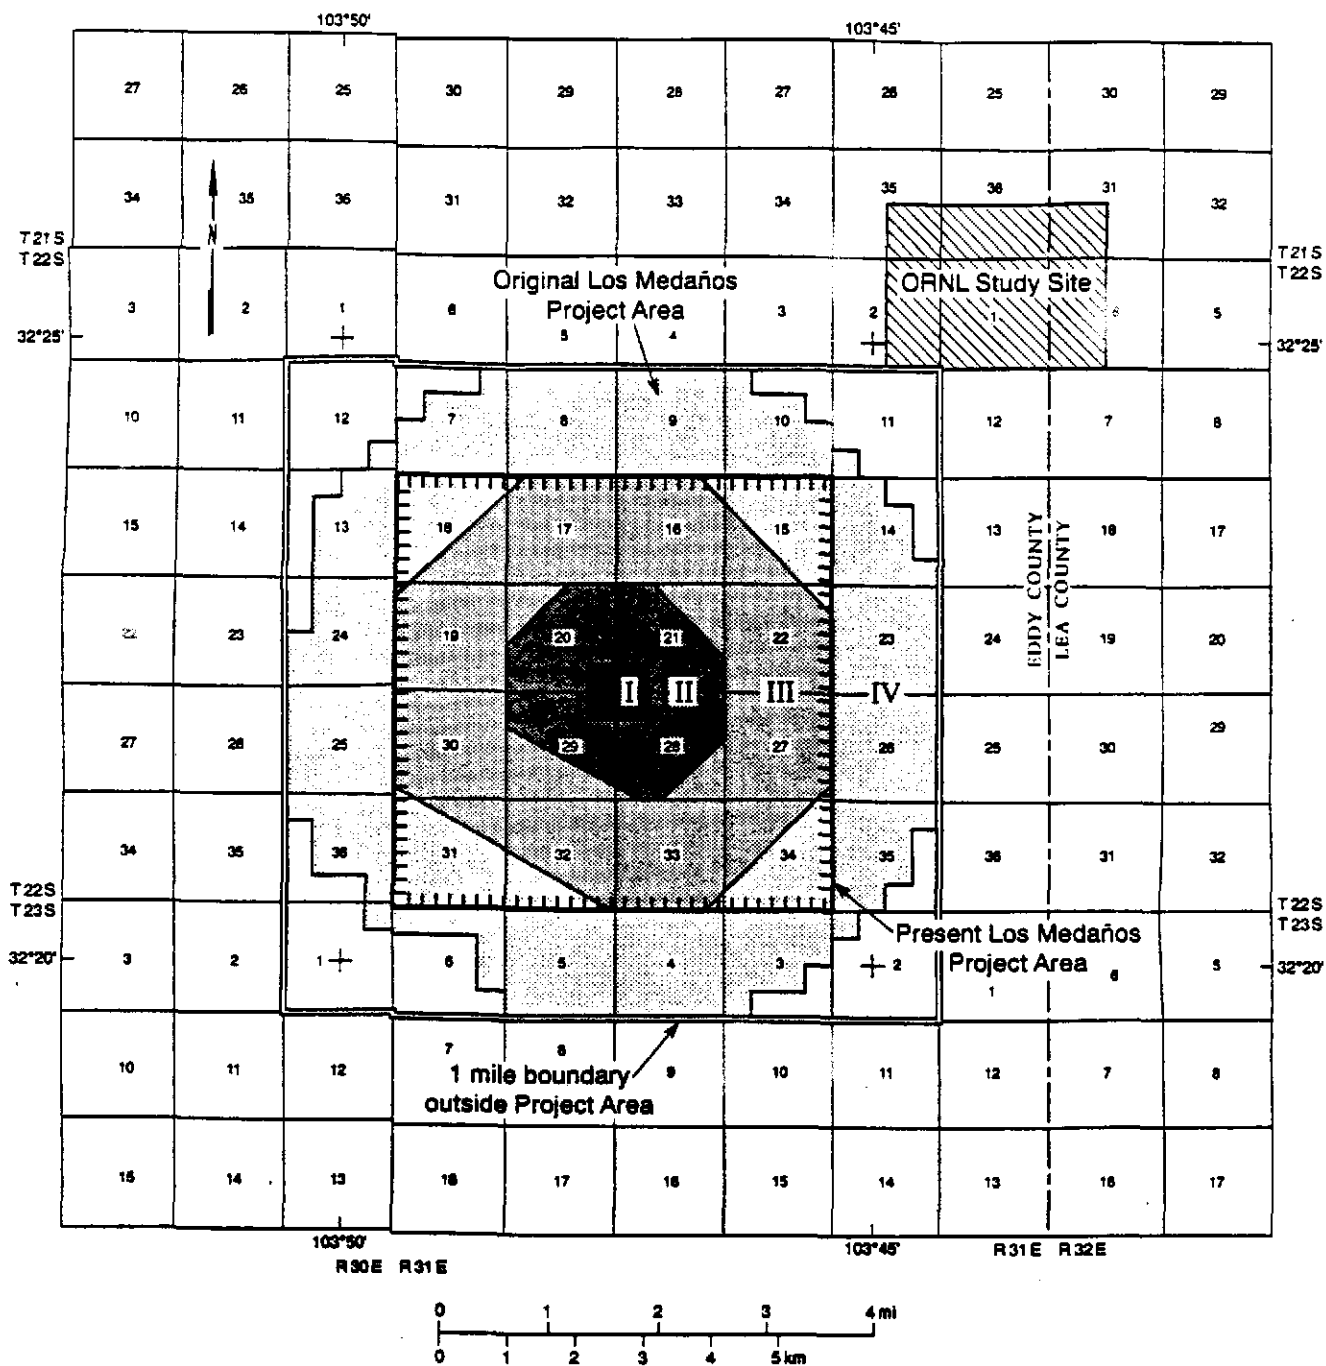 103°50' 103°45'
27 26 25 30 29 28 27 26 25 30 29
34 35 36 31 32 33 34 35 36 31 32
N
T21S T21S
T22S T22S
Original Los Medaños
Project Area
ORNL Study Site
3 2 1 6 5 4 3 2 1 6 5
32°25' 32°25'
10 11 12 7 8 9 10 11 12 7 8
15 14 13 18 17 16 15 14 13 18 17
EDDY COUNTY
LEA COUNTY
22 23 24 19 20 21 22 23 24 19 20
I II III IV
27 26 25 30 29 28 27 26 25 30 29
34 35 36 31 32 33 34 35 36 31 32
T22S T22S
T23S T23S
Present Los Medaños
Project Area
32°20' 3 2 1 6 5 4 3 2 1 6 5 32°20'
10 11 12 7 8 9 10 11 12 7 8
1 mile boundary
outside Project Area
15 14 13 18 17 16 15 14 13 16 17
103°50' 103°45'
R30E R31E R31E R32E
0 1 2 3 4 mi
0 1 2 3 4 5 km